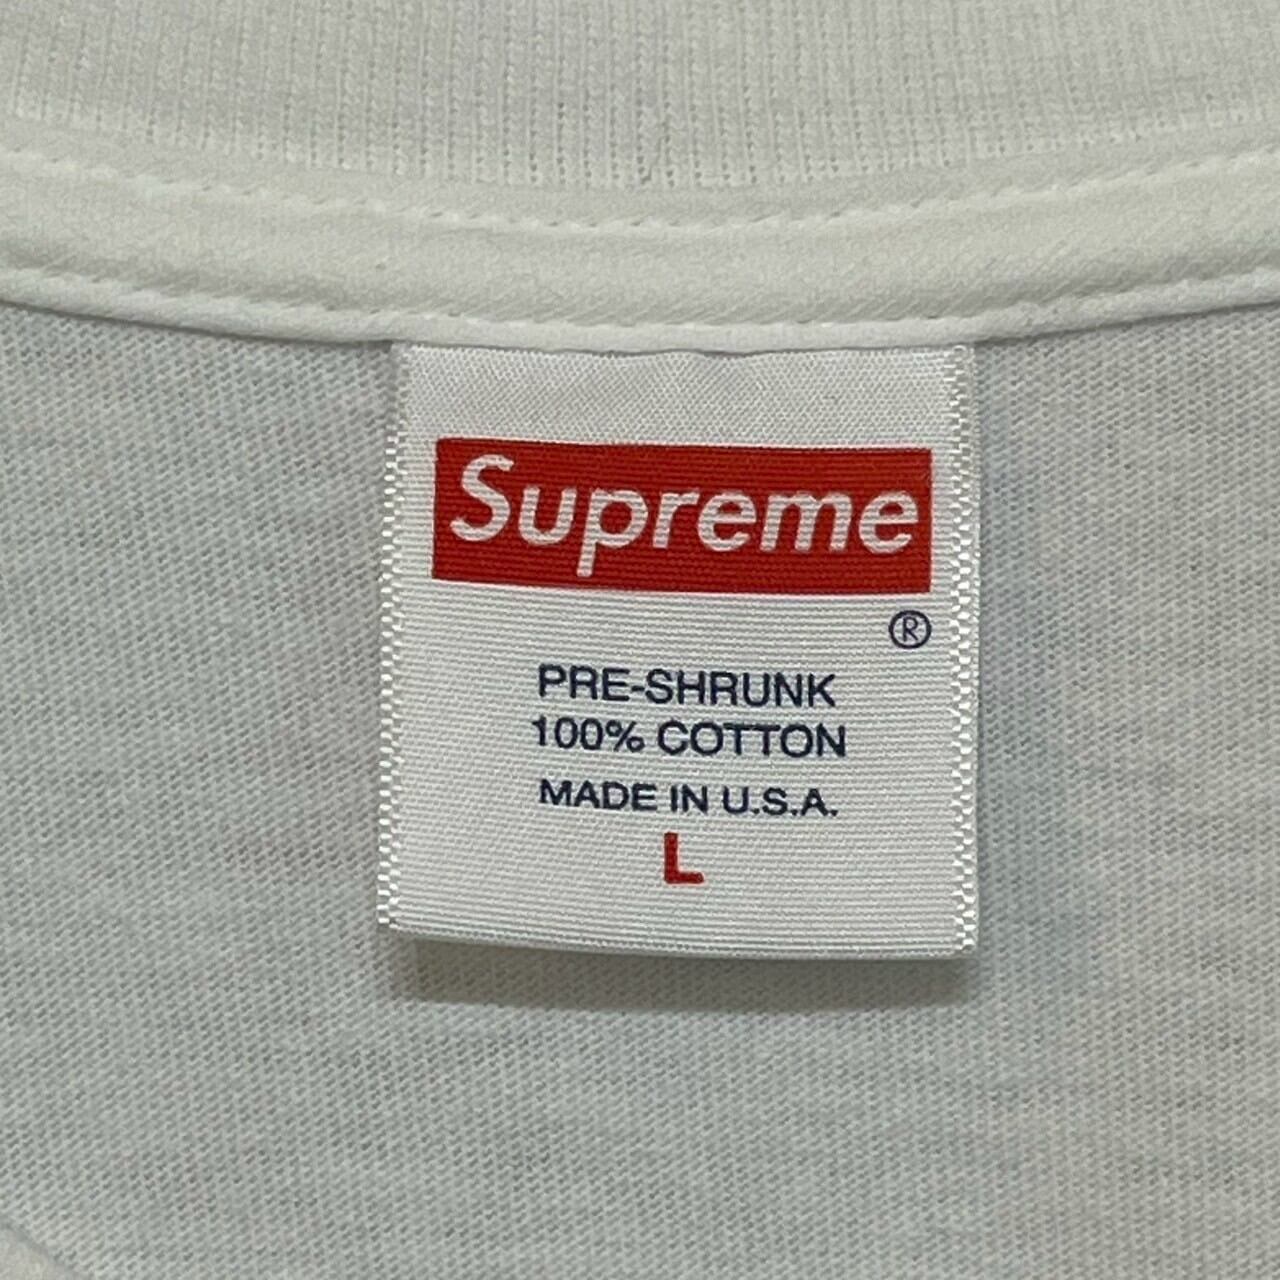 Supreme
®
PRE-SHRUNK
100% COTTON
MADE IN U.S.A.
L